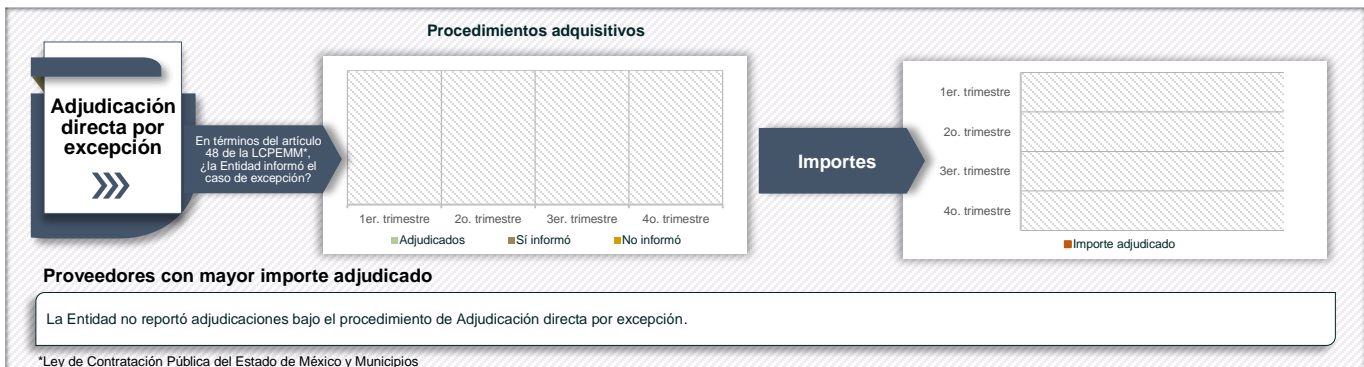 Procedimientos adquisitivos
Adjudicación
directa por
excepción
En términos del artículo
48 de la LCPEMM*,
¿la Entidad informó el
caso de excepción?
1er. trimestre 2o. trimestre 3er. trimestre 4o. trimestre
Adjudicados Sí informó No informó
Importes
1er. trimestre
2o. trimestre
3er. trimestre
4o. trimestre
Importe adjudicado
Proveedores con mayor importe adjudicado
La Entidad no reportó adjudicaciones bajo el procedimiento de Adjudicación directa por excepción.
*Ley de Contratación Pública del Estado de México y Municipios